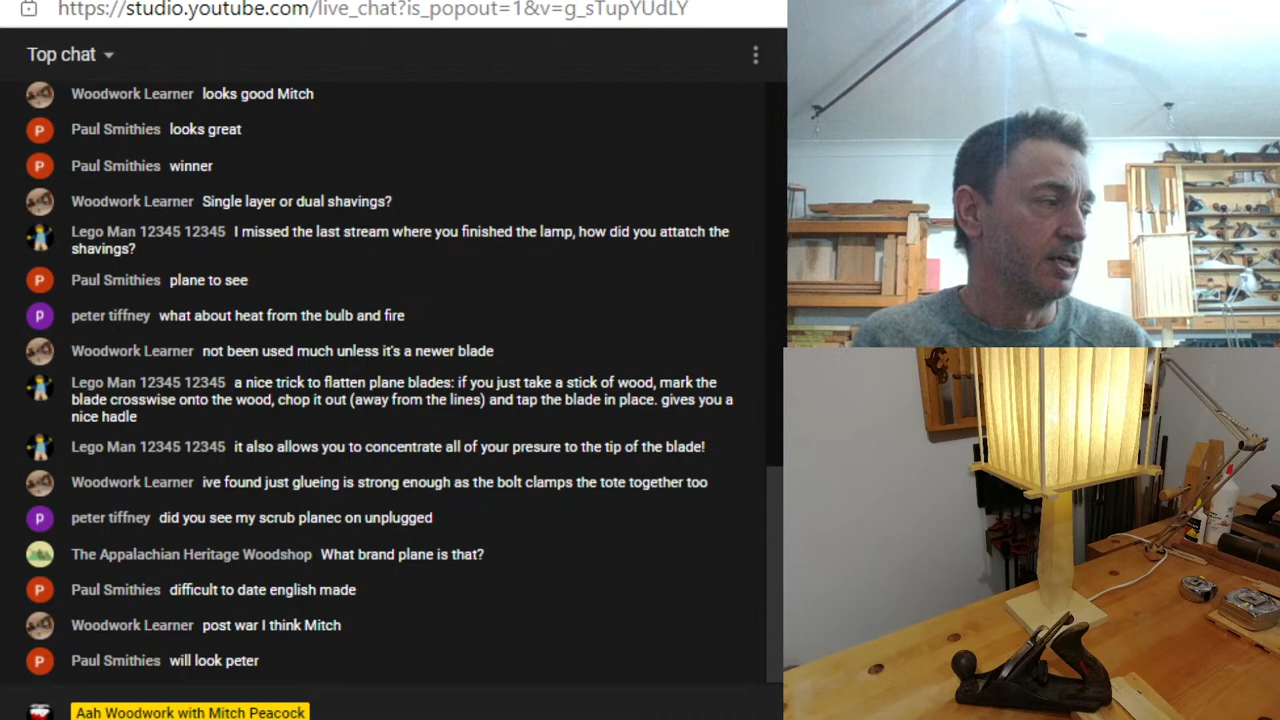 https://studio.youtube.com/live_chat?is_popout=1&v=g_sTupYUdLY
Top chat
Woodwork Learner looks good Mitch
Paul Smithies looks great
Paul Smithies winner
Woodwork Learner Single layer or dual shavings?
Lego Man 12345 12345 I missed the last stream where you finished the lamp, how did you attatch the
shavings?
Paul Smithies plane to see
peter tiffney what about heat from the bulb and fire
Woodwork Learner not been used much unless it's a newer blade
Lego Man 12345 12345 a nice trick to flatten plane blades: if you just take a stick of wood, mark the
blade crosswise onto the wood, chop it out (away from the lines) and tap the blade in place. gives you a
nice hadle
Lego Man 12345 12345 it also allows you to concentrate all of your presure to the tip of the blade!
Woodwork Learner ive found just glueing is strong enough as the bolt clamps the tote together too
peter tiffney did you see my scrub planec on unplugged
The Appalachian Heritage Woodshop What brand plane is that?
Paul Smithies difficult to date english made
Woodwork Learner post war I think Mitch
Paul Smithies will look peter
Aah Woodwork with Mitch Peacock